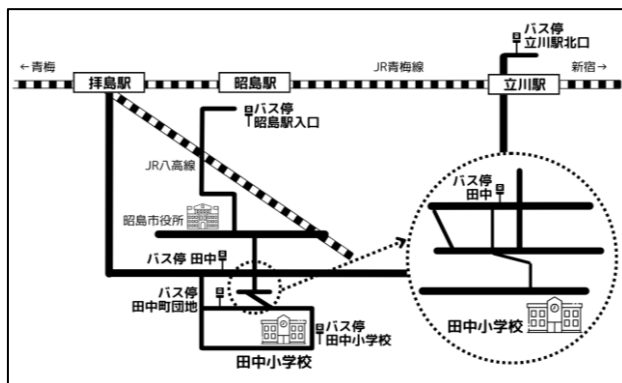 バス停
立川駅北口
←青梅
拝島駅
昭島駅
JR青梅線
立川駅
新宿→
バス停
昭島駅入口
JR八高線
昭島市役所
バス停 田中
バス停
田中町団地
バス停
田中小学校
田中小学校
バス停
田中
田中小学校